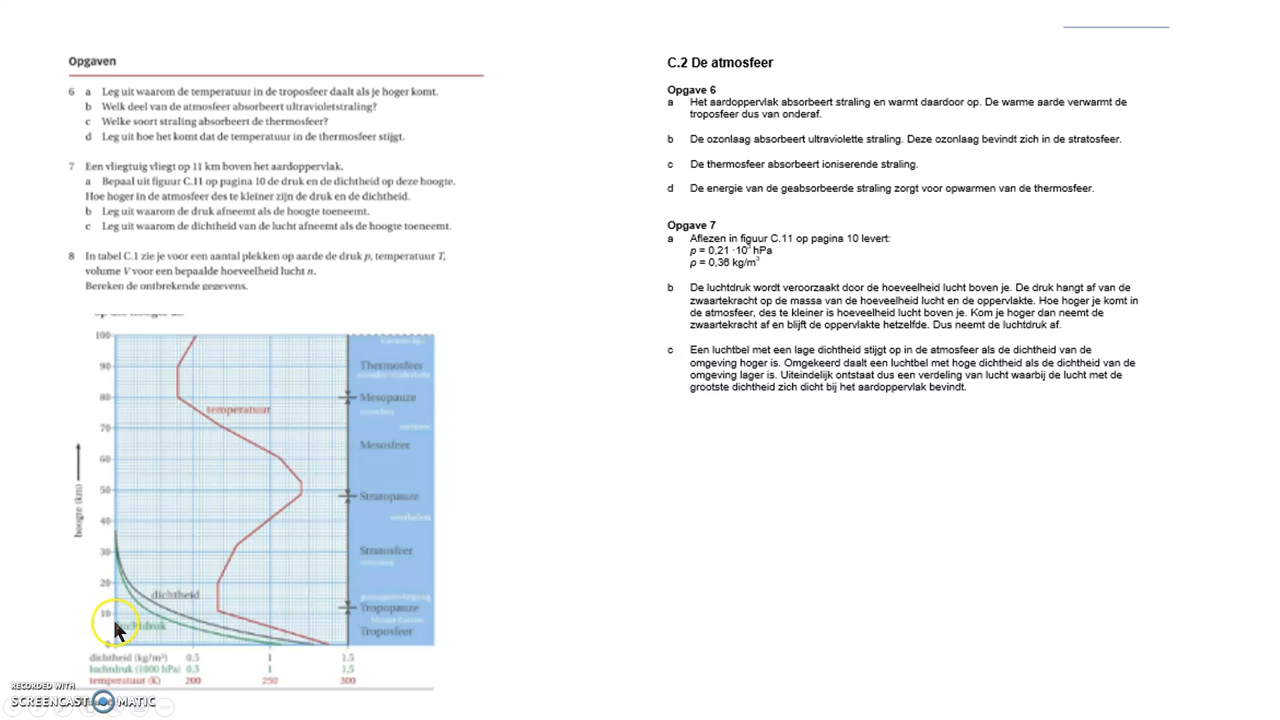 Opgaven
6 a Leg uit waarom de temperatuur in de troposfeer daalt als je hoger komt.
b Welk deel van de atmosfeer absorbeert ultravioletstraling?
c Welke soort straling absorbeert de thermosfeer?
d Leg uit hoe het komt dat de temperatuur in de thermosfeer stijgt.
7 Een vliegtuig vliegt op 11 km boven het aardoppervlak.
a Bepaal uit figuur C.11 op pagina 10 de druk en de dichtheid op deze hoogte.
Hoe hoger in de atmosfeer des te kleiner zijn de druk en de dichtheid.
b Leg uit waarom de druk afneemt als de hoogte toeneemt.
c Leg uit waarom de dichtheid van de lucht afneemt als de hoogte toeneemt.
8 In tabel C.1 zie je voor een aantal plekken op aarde de druk p, temperatuur T,
volume V voor een bepaalde hoeveelheid lucht n.
Bereken de ontbrekende gegevens.
100
90
80
70
60
50
40
30
20
10
0
hoogte (km)
temperatuur
dichtheid
luchtdruk
Thermosfeer
Mesopauze
Mesosfeer
Stratopauze
Stratosfeer
Tropopauze
Troposfeer
dichtheid (kg/m³) 0.5 1 1.5
luchtdruk (1000 hPa) 0.5 1 1.5
temperatuur (K) 200 250 300
RECORDED WITH
SCREENCAST MATIC
C.2 De atmosfeer
Opgave 6
a Het aardoppervlak absorbeert straling en warmt daardoor op. De warme aarde verwarmt de
troposfeer dus van onderaf.
b De ozonlaag absorbeert ultraviolette straling. Deze ozonlaag bevindt zich in de stratosfeer.
c De thermosfeer absorbeert ioniserende straling.
d De energie van de geabsorbeerde straling zorgt voor opwarmen van de thermosfeer.
Opgave 7
a Aflezen in figuur C.11 op pagina 10 levert:
p = 0,21 ·10³ hPa
ρ = 0,36 kg/m³
b De luchtdruk wordt veroorzaakt door de hoeveelheid lucht boven je. De druk hangt af van de
zwaartekracht op de massa van de hoeveelheid lucht en de oppervlakte. Hoe hoger je komt in
de atmosfeer, des te kleiner is hoeveelheid lucht boven je. Kom je hoger dan neemt de
zwaartekracht af en blijft de oppervlakte hetzelfde. Dus neemt de luchtdruk af.
c Een luchtbel met een lage dichtheid stijgt op in de atmosfeer als de dichtheid van de
omgeving hoger is. Omgekeerd daalt een luchtbel met hoge dichtheid als de dichtheid van de
omgeving lager is. Uiteindelijk ontstaat dus een verdeling van lucht waarbij de lucht met de
grootste dichtheid zich dicht bij het aardoppervlak bevindt.